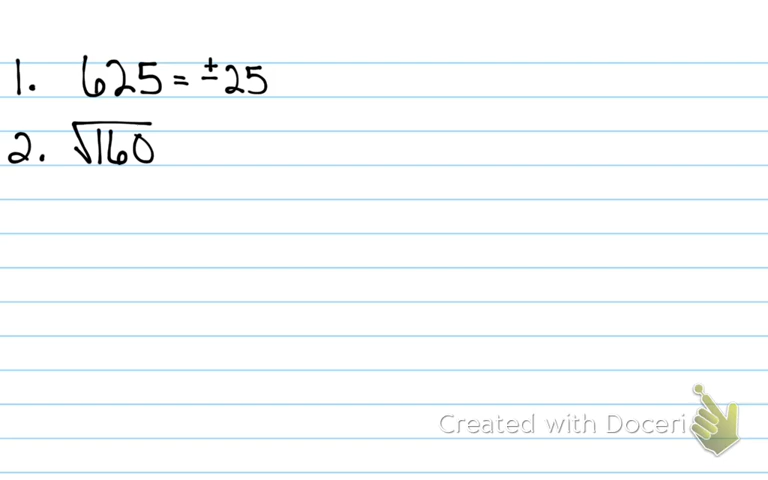 1. 625 = ±25
2. √160
Created with Doceri